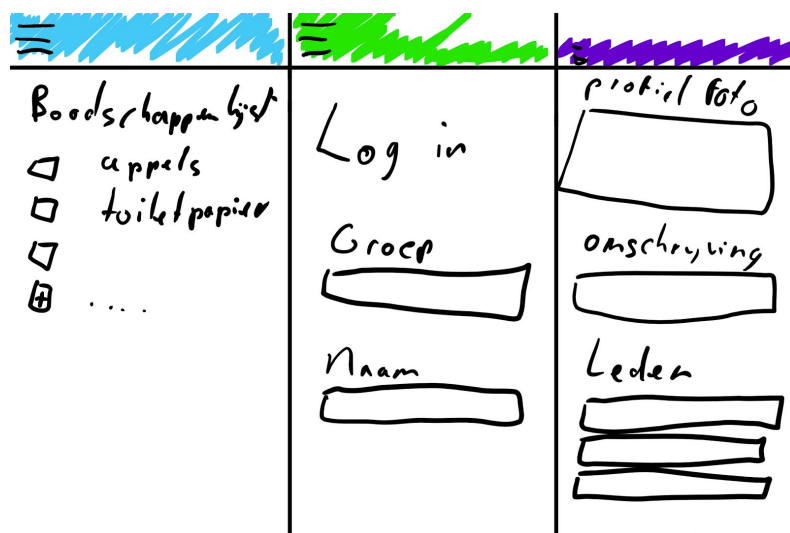 Boodschappenlijst
appels
toiletpapier
....
Log in
Groep
Naam
profiel foto
omschrijving
Leden